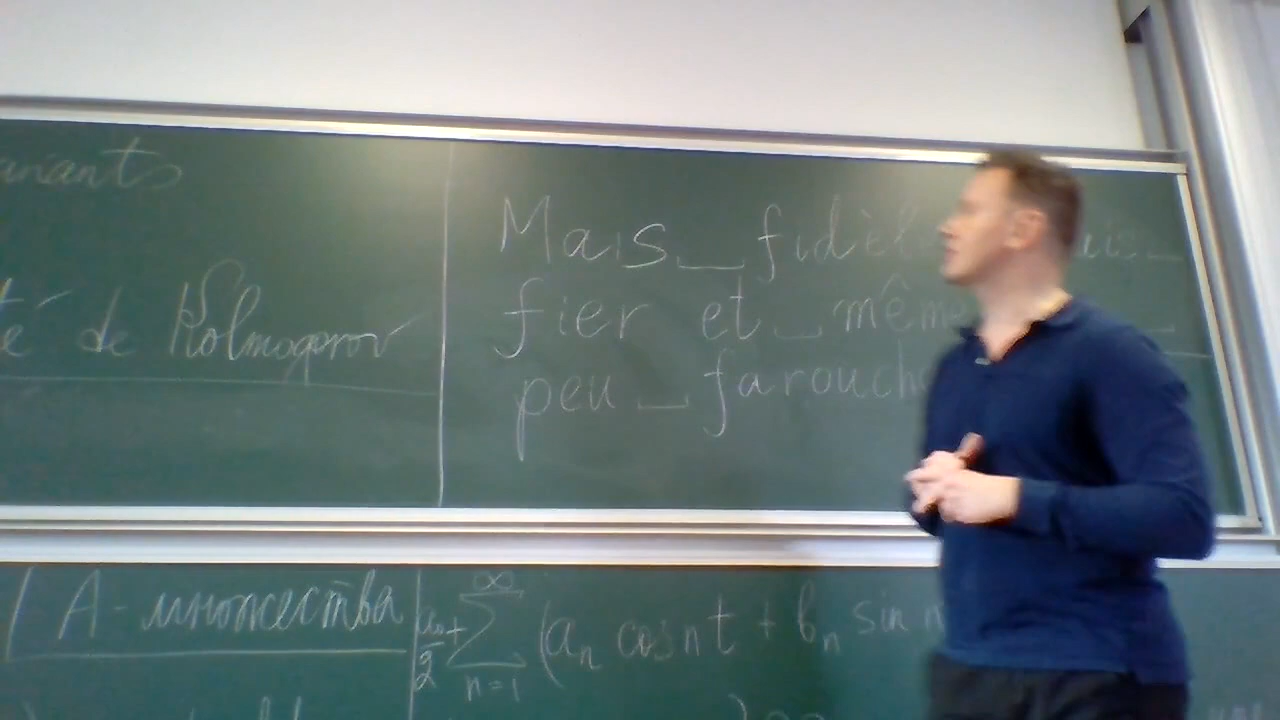 té de Kolmogorov
Mais fidèle
fier et même
peu farouche
A-множества
a₀/2 + ∞ ∑ n=1 (aₙ cos nt + bₙ sin n